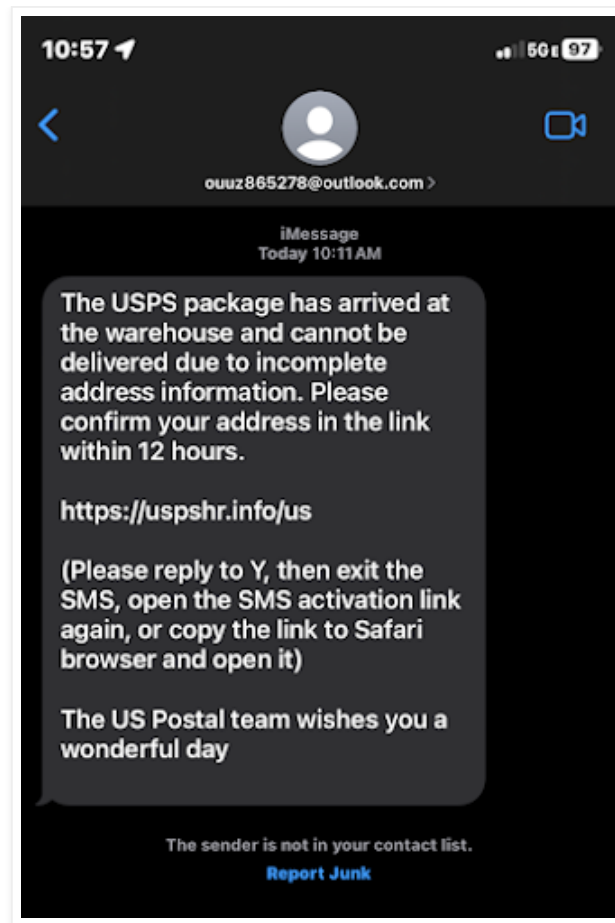 10:57
5G E 97
ouuz865278@outlook.com >
iMessage
Today 10:11 AM
The USPS package has arrived at
the warehouse and cannot be
delivered due to incomplete
address information. Please
confirm your address in the link
within 12 hours.
https://uspshr.info/us
(Please reply to Y, then exit the
SMS, open the SMS activation link
again, or copy the link to Safari
browser and open it)
The US Postal team wishes you a
wonderful day
The sender is not in your contact list.
Report Junk